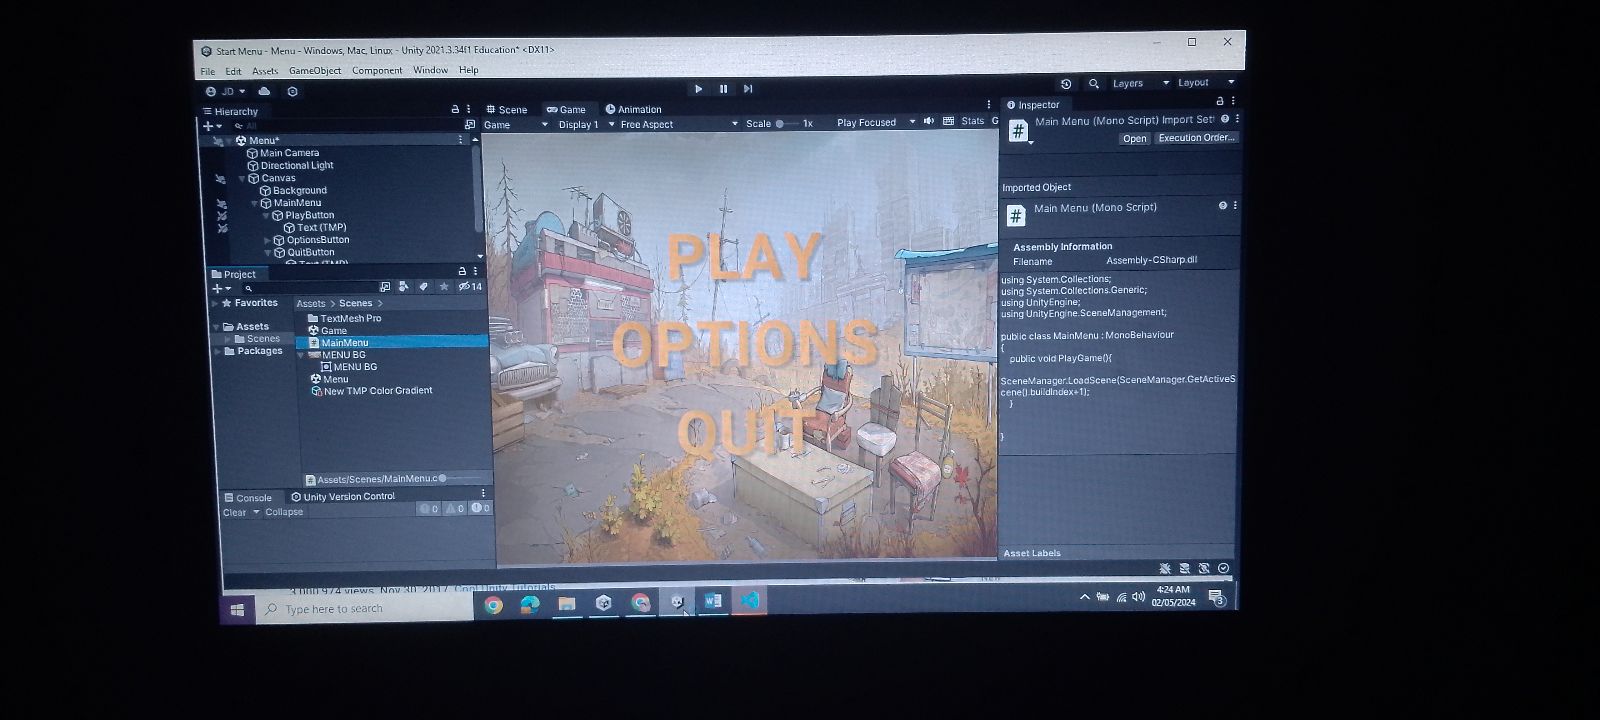 Start Menu - Menu - Windows, Mac, Linux - Unity 2021.3.34f1 Education* <DX11>
File Edit Assets GameObject Component Window Help
JD
Layers Layout
Hierarchy
All
Menu*
Main Camera
Directional Light
Canvas
Background
MainMenu
PlayButton
Text (TMP)
OptionsButton
QuitButton
Text (TMP)
Project
14
Favorites
Assets
Scenes
Packages
Assets > Scenes >
TextMesh Pro
Game
MainMenu
MENU BG
MENU BG
Menu
New TMP Color Gradient
Assets/Scenes/MainMenu.c
Console Unity Version Control
Clear Collapse
0 0 0
Scene Game Animation
Game Display 1 Free Aspect Scale 1x Play Focused Stats G
PLAY
OPTIONS
QUIT
Inspector
Main Menu (Mono Script) Import Sett
Open Execution Order...
Imported Object
Main Menu (Mono Script)
Assembly Information
Filename Assembly-CSharp.dll
using System.Collections;
using System.Collections.Generic;
using UnityEngine;
using UnityEngine.SceneManagement;
public class MainMenu : MonoBehaviour
{
public void PlayGame(){
SceneManager.LoadScene(SceneManager.GetActiveS
cene().buildIndex+1);
}
}
Asset Labels
3,000,974 views Nov 30, 2017 Cool Unity Tutorials
New
Type here to search
4:24 AM
02/05/2024
3